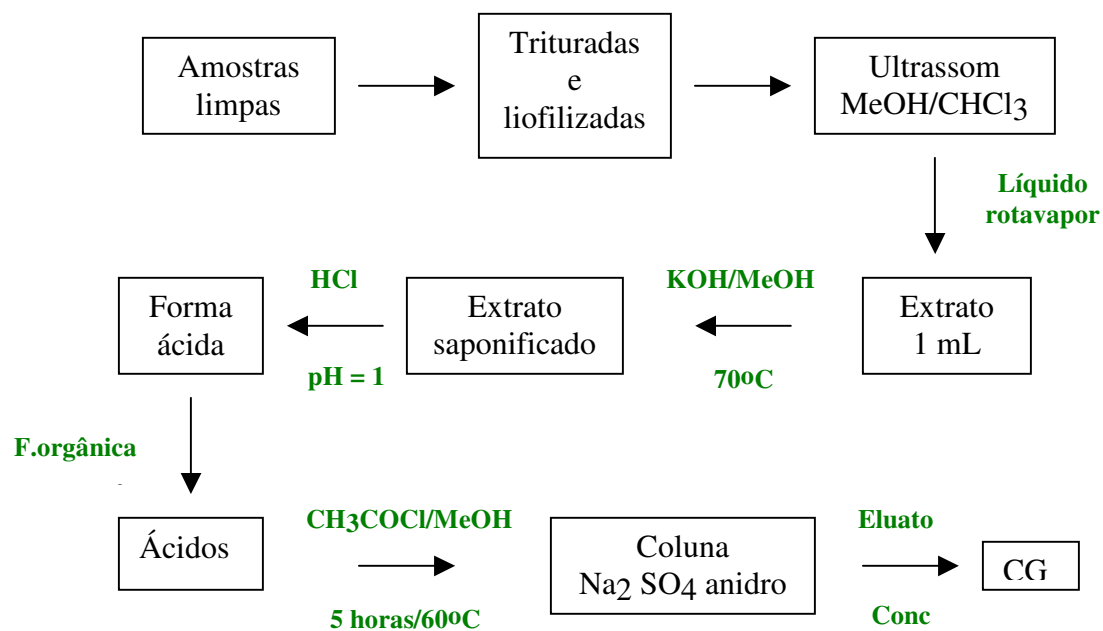 Amostras
limpas
Trituradas
e
liofilizadas
Ultrassom
MeOH/CHCl3
Líquido
rotavapor
Extrato
1 mL
KOH/MeOH
70oC
Extrato
saponificado
HCl
pH = 1
Forma
ácida
F.orgânica
Ácidos
CH3COCl/MeOH
5 horas/60oC
Coluna
Na2 SO4 anidro
Eluato
Conc
CG